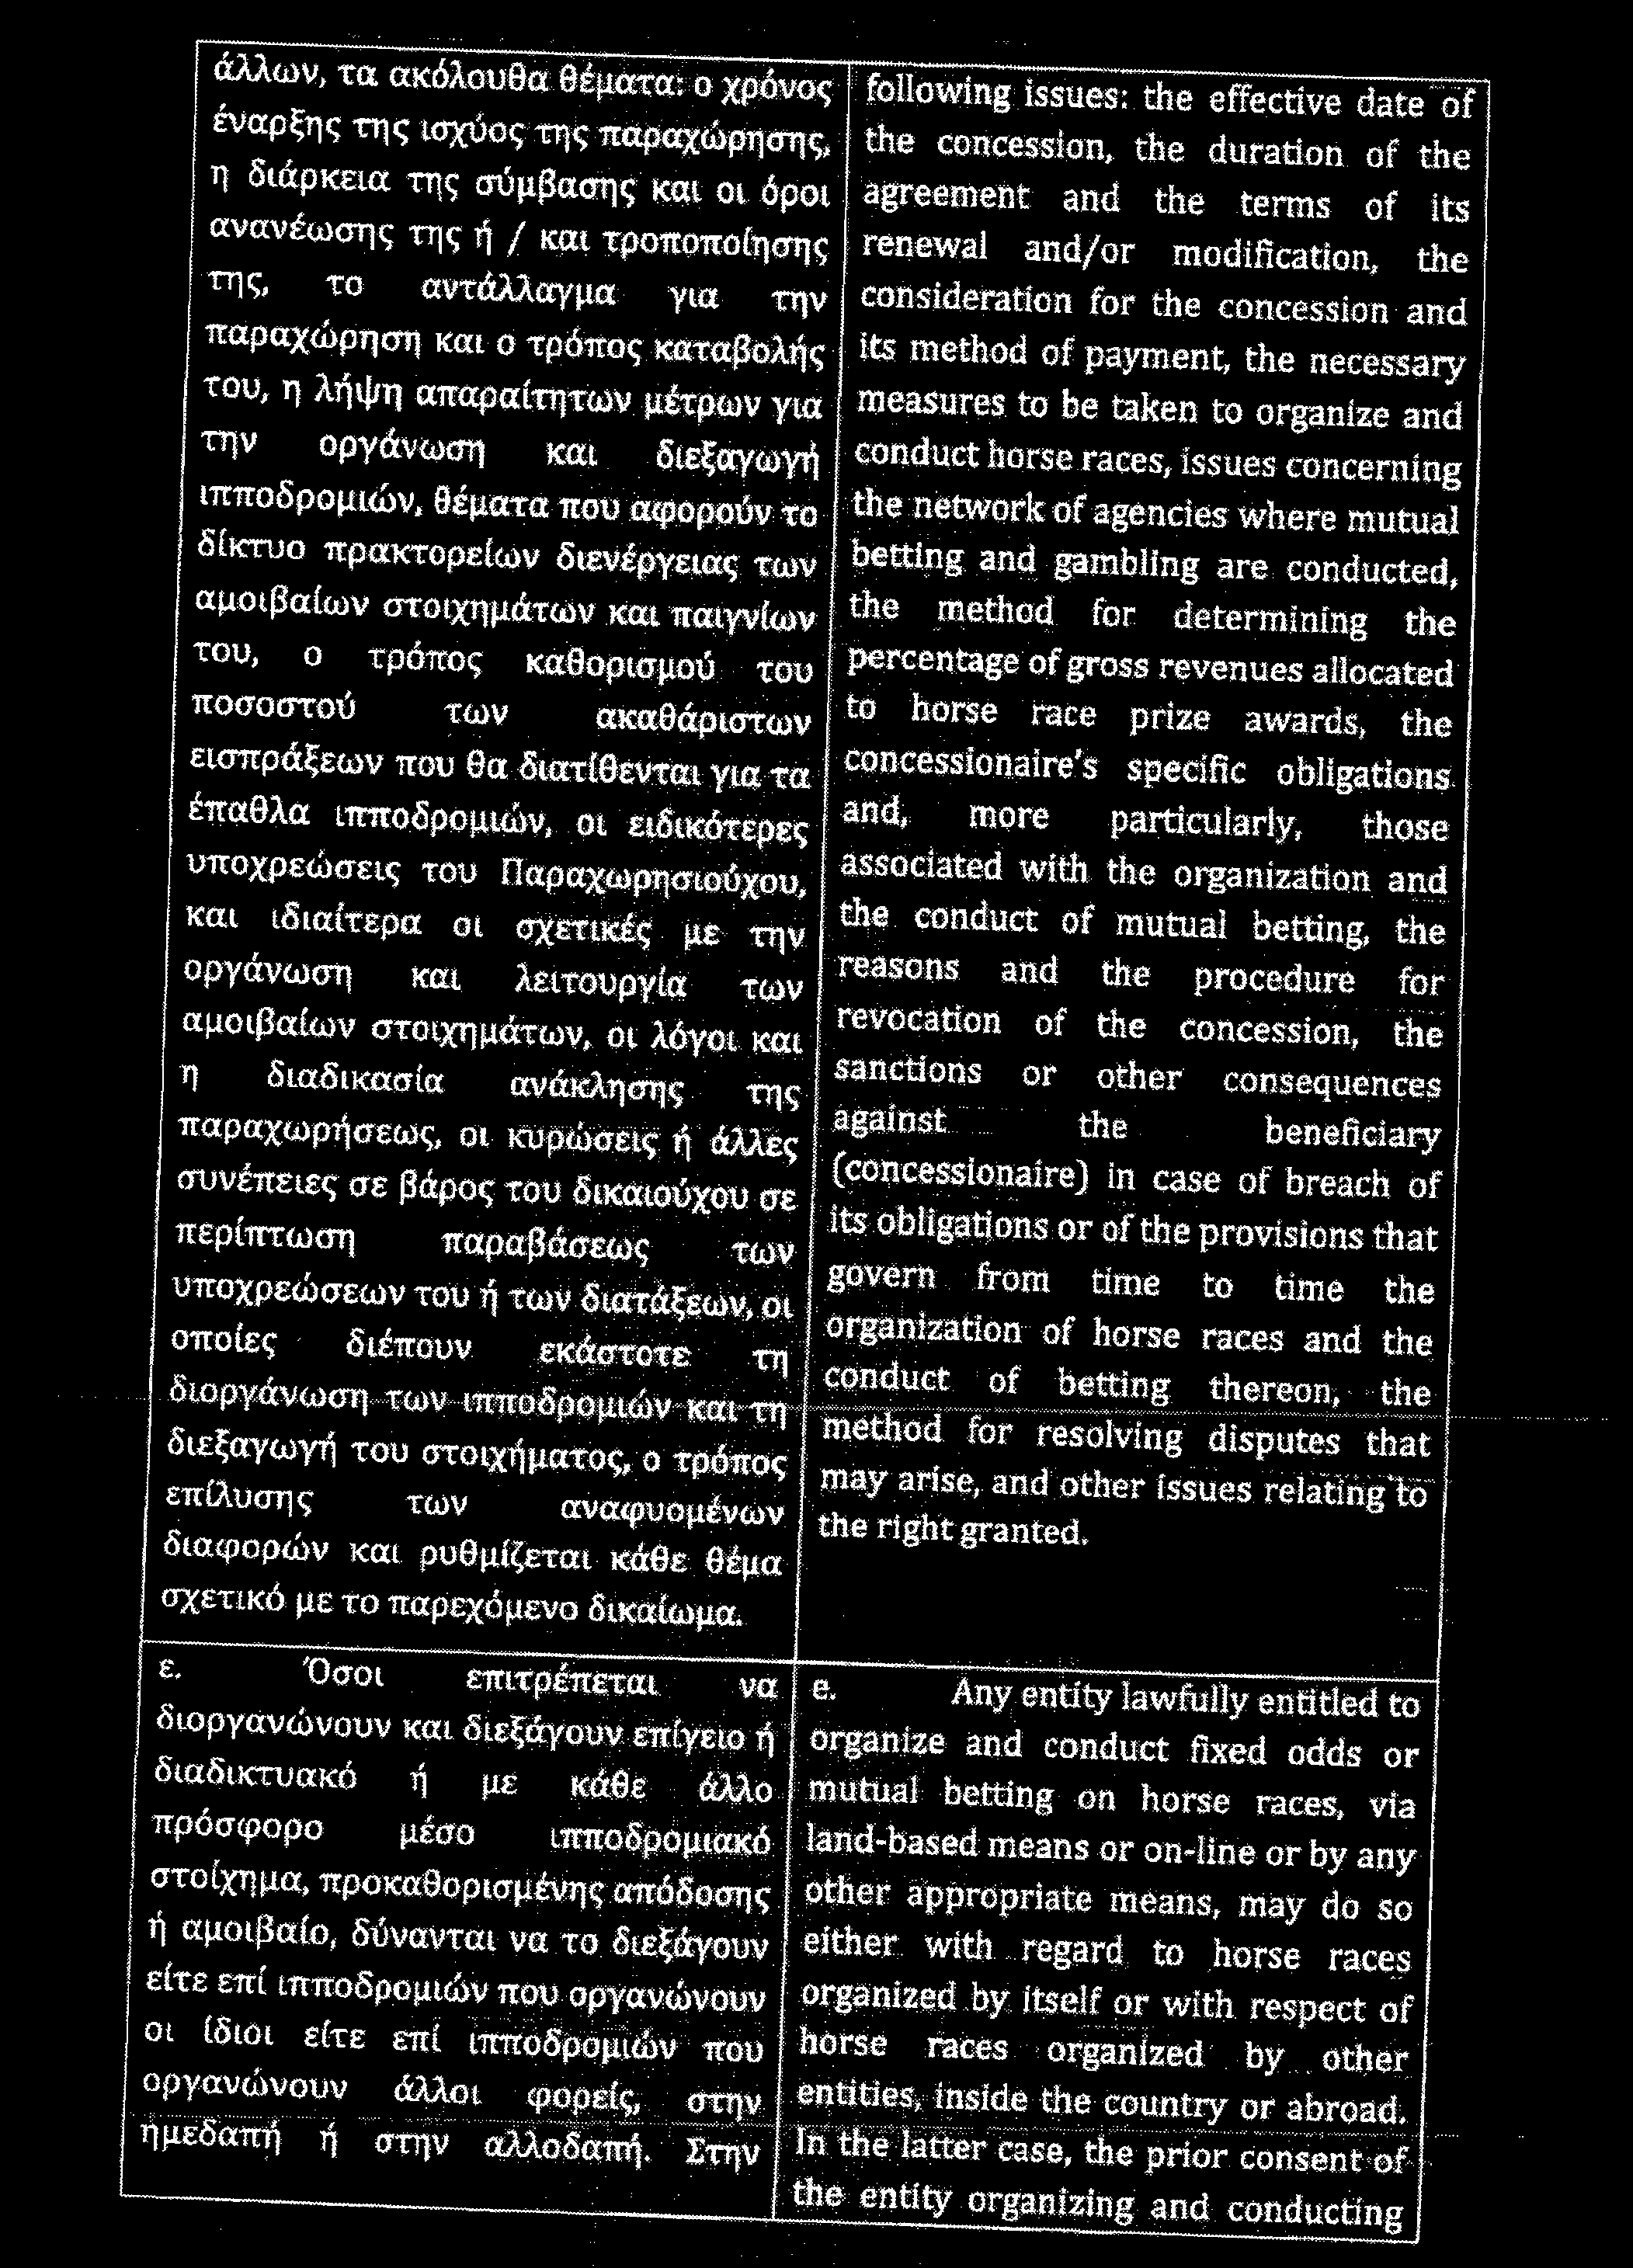 άλλων, τα ακόλουθα θέματα: ο χρόνος
έναρξης της ισχύος της παραχώρησης,
η διάρκεια της σύμβασης και οι όροι
ανανέωσης της ή / και τροποποίησης
της, το αντάλλαγμα για την
παραχώρηση και ο τρόπος καταβολής
του, η λήψη απαραίτητων μέτρων για
την οργάνωση και διεξαγωγή
ιπποδρομιών, θέματα που αφορούν το
δίκτυο πρακτορείων διενέργειας των
αμοιβαίων στοιχημάτων και παιγνίων
του, ο τρόπος καθορισμού του
ποσοστού των ακαθάριστων
εισπράξεων που θα διατίθενται για τα
έπαθλα ιπποδρομιών, οι ειδικότερες
υποχρεώσεις του Παραχωρησιούχου,
και ιδιαίτερα οι σχετικές με την
οργάνωση και λειτουργία των
αμοιβαίων στοιχημάτων, οι λόγοι και
η διαδικασία ανάκλησης της
παραχωρήσεως, οι κυρώσεις ή άλλες
συνέπειες σε βάρος του δικαιούχου σε
περίπτωση παραβάσεως των
υποχρεώσεων του ή των διατάξεων, οι
οποίες διέπουν εκάστοτε τη
διοργάνωση των ιπποδρομιών και τη
διεξαγωγή του στοιχήματος, ο τρόπος
επίλυσης των αναφυομένων
διαφορών και ρυθμίζεται κάθε θέμα
σχετικό με το παρεχόμενο δικαίωμα.
following issues: the effective date of
the concession, the duration of the
agreement and the terms of its
renewal and/or modification, the
consideration for the concession and
its method of payment, the necessary
measures to be taken to organize and
conduct horse races, issues concerning
the network of agencies where mutual
betting and gambling are conducted,
the method for determining the
percentage of gross revenues allocated
to horse race prize awards, the
concessionaire's specific obligations
and, more particularly, those
associated with the organization and
the conduct of mutual betting, the
reasons and the procedure for
revocation of the concession, the
sanctions or other consequences
against the beneficiary
(concessionaire) in case of breach of
its obligations or of the provisions that
govern from time to time the
organization of horse races and the
conduct of betting thereon, the
method for resolving disputes that
may arise, and other issues relating to
the right granted.
ε. Όσοι επιτρέπεται να
διοργανώνουν και διεξάγουν επίγειο ή
διαδικτυακό ή με κάθε άλλο
πρόσφορο μέσο ιπποδρομιακό
στοίχημα, προκαθορισμένης απόδοσης
ή αμοιβαίο, δύνανται να το διεξάγουν
είτε επί ιπποδρομιών που οργανώνουν
οι ίδιοι είτε επί ιπποδρομιών που
οργανώνουν άλλοι φορείς, στην
ημεδαπή ή στην αλλοδαπή. Στην
e. Any entity lawfully entitled to
organize and conduct fixed odds or
mutual betting on horse races, via
land-based means or on-line or by any
other appropriate means, may do so
either with regard to horse races
organized by itself or with respect of
horse races organized by other
entities, inside the country or abroad.
In the latter case, the prior consent of
the entity organizing and conducting